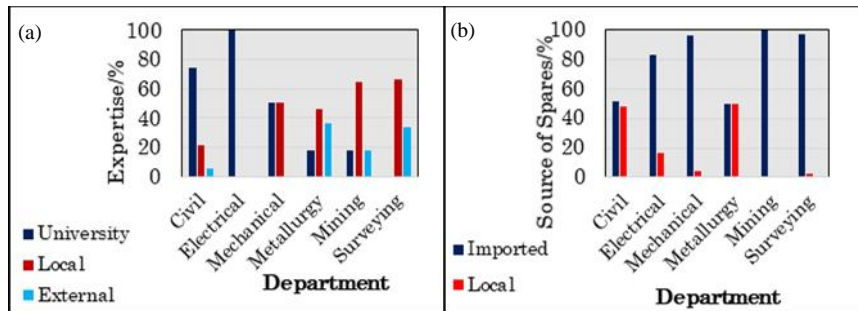 (a)
Expertise/%
100
80
60
40
20
0
Civil
Electrical
Mechanical
Metallurgy
Mining
Surveying
University
Local
External
Department
(b)
Source of Spares/%
100
80
60
40
20
0
Civil
Electrical
Mechanical
Metallurgy
Mining
Surveying
Imported
Local
Department